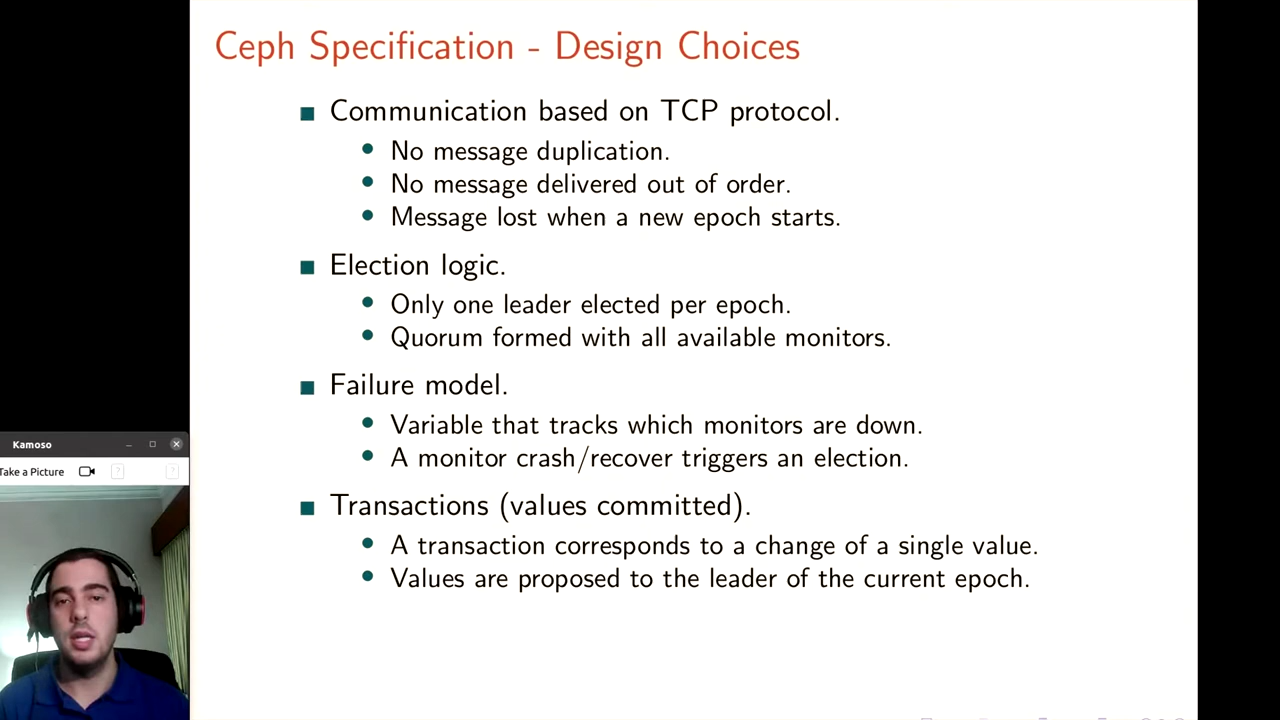 Ceph Specification - Design Choices
Communication based on TCP protocol.
No message duplication.
No message delivered out of order.
Message lost when a new epoch starts.
Election logic.
Only one leader elected per epoch.
Quorum formed with all available monitors.
Failure model.
Variable that tracks which monitors are down.
A monitor crash/recover triggers an election.
Transactions (values committed).
A transaction corresponds to a change of a single value.
Values are proposed to the leader of the current epoch.
Kamoso
Take a Picture